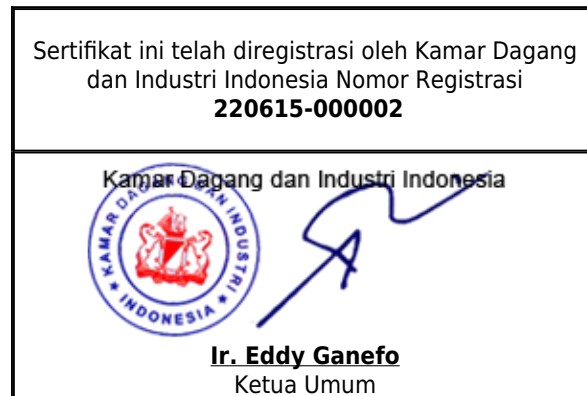 Sertifikat ini telah diregistrasi oleh Kamar Dagang
dan Industri Indonesia Nomor Registrasi
220615-000002
Kamar Dagang dan Industri Indonesia
KAMAR DAGANG DAN INDUSTRI
INDONESIA
Ir. Eddy Ganefo
Ketua Umum